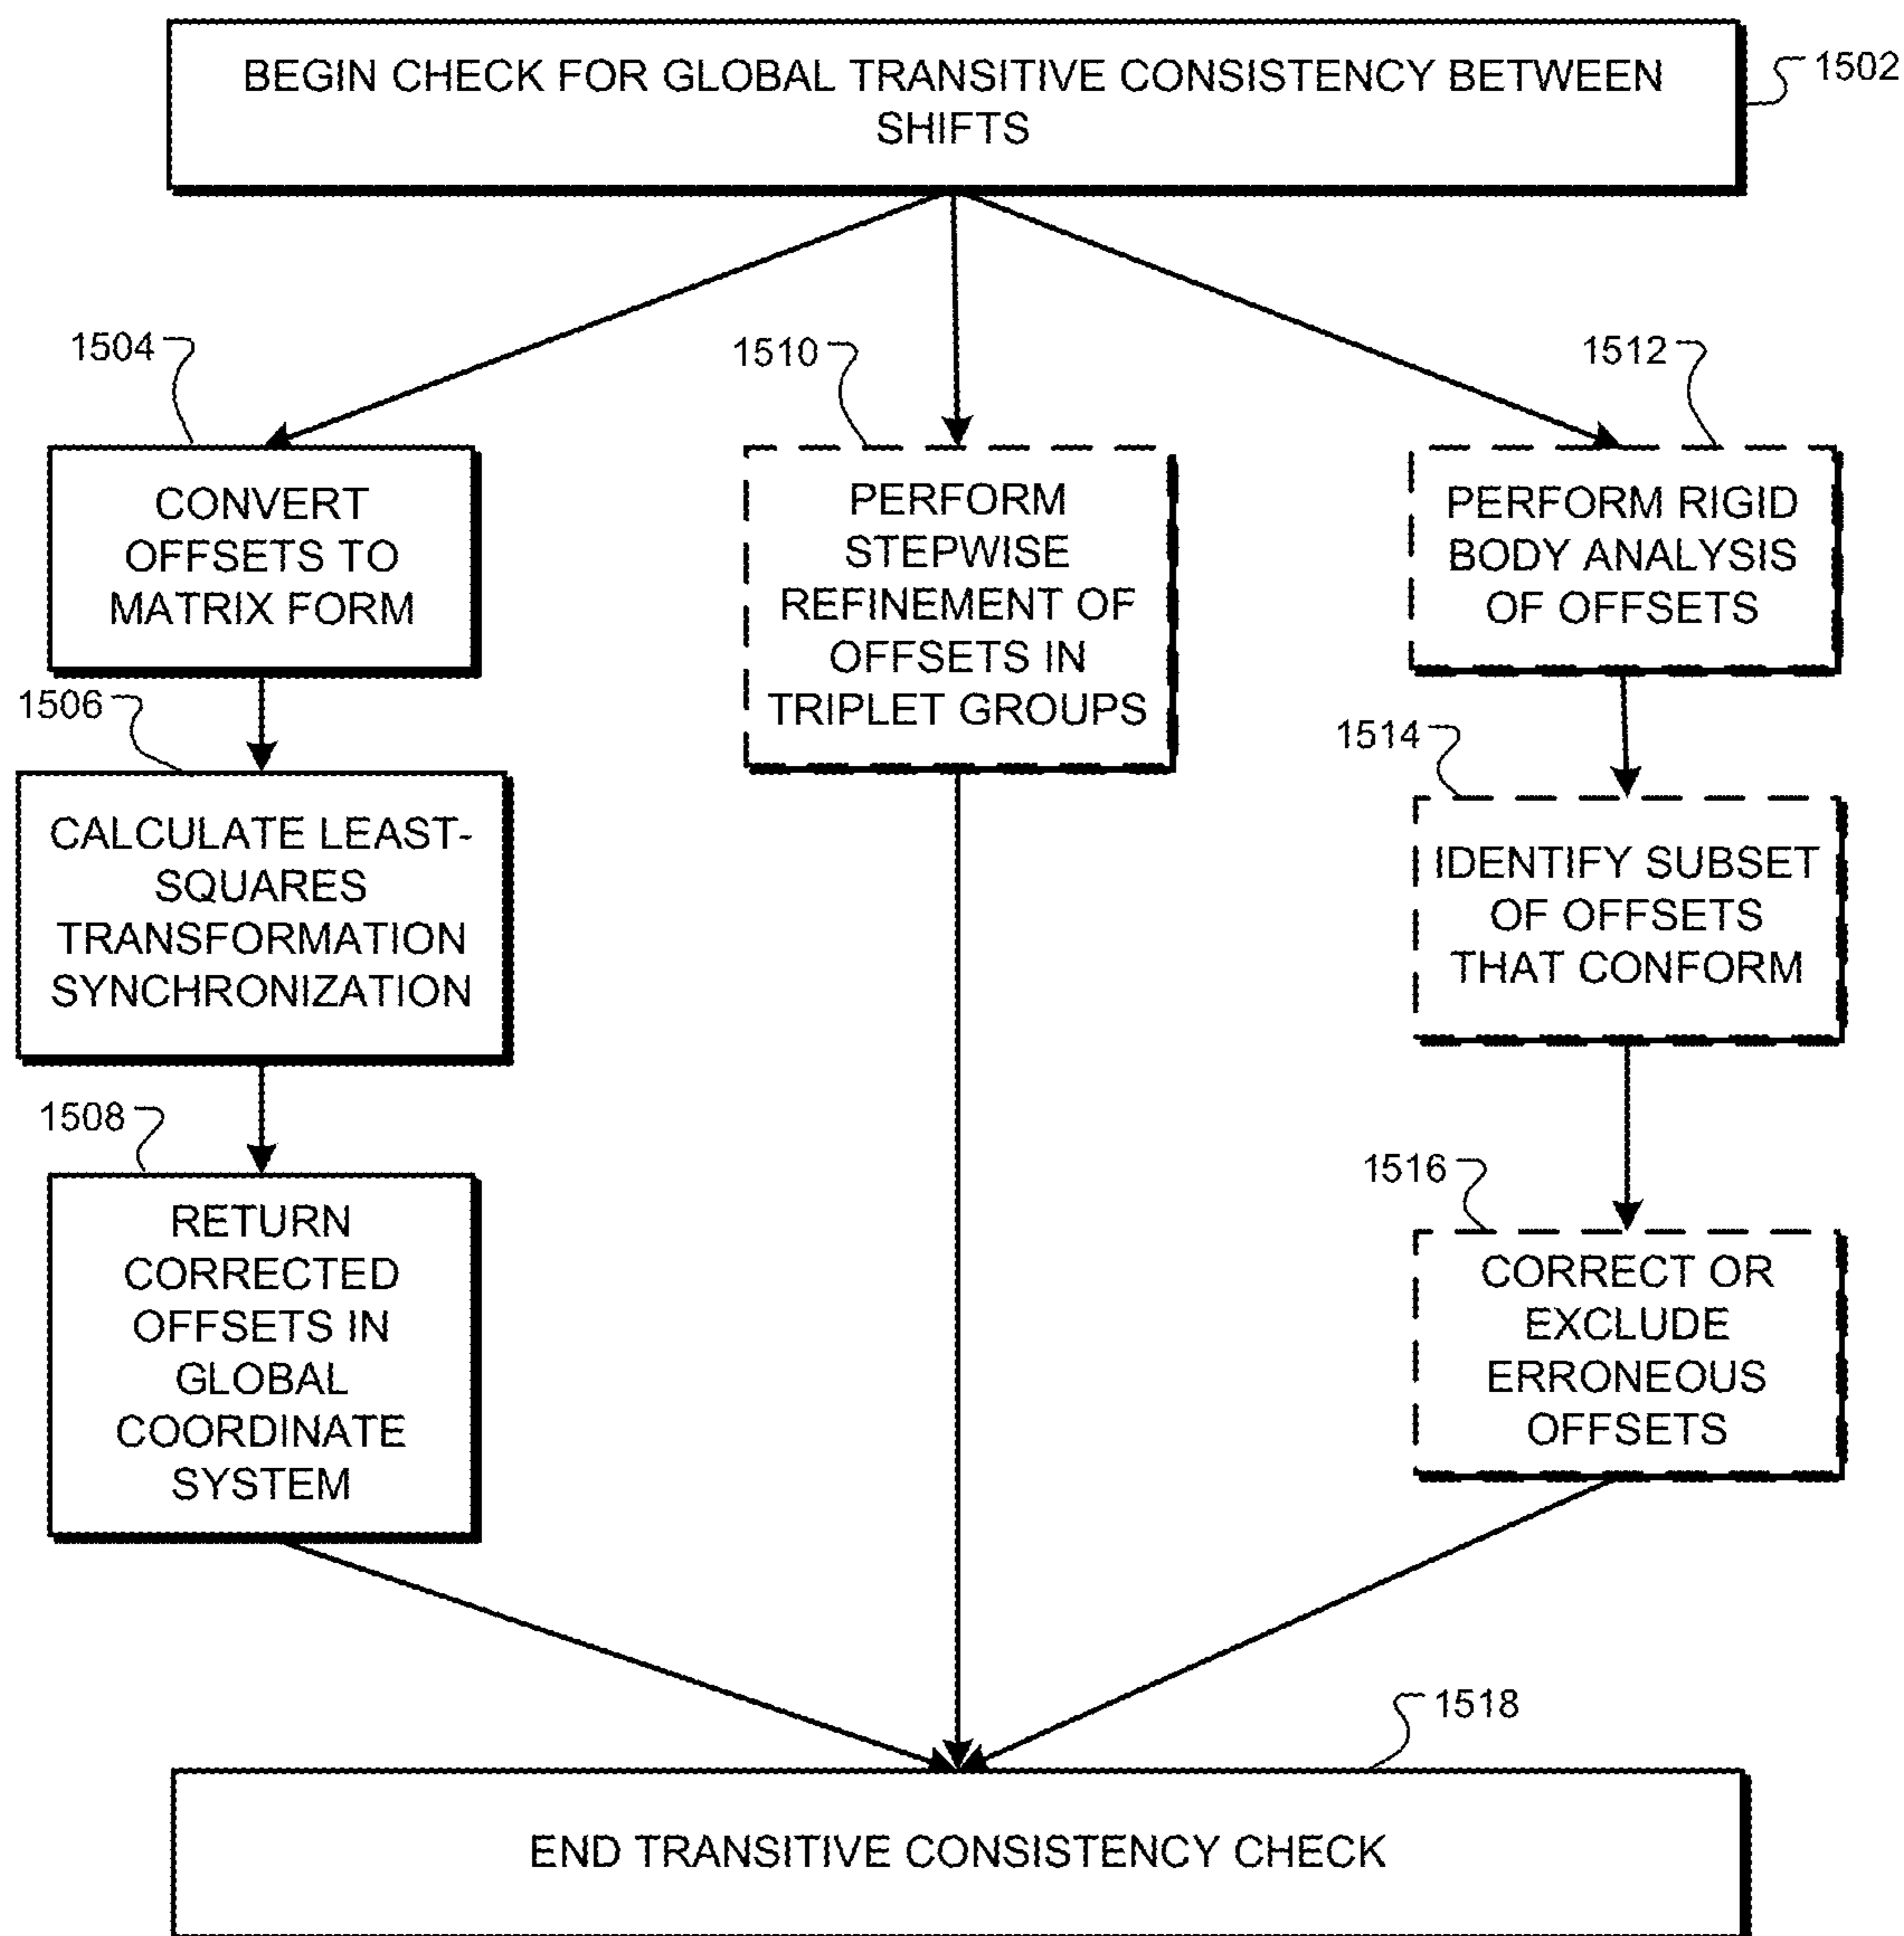 BEGIN CHECK FOR GLOBAL TRANSITIVE CONSISTENCY BETWEEN
SHIFTS
1502
1504
CONVERT
OFFSETS TO
MATRIX FORM
1506
CALCULATE LEAST-
SQUARES
TRANSFORMATION
SYNCHRONIZATION
1508
RETURN
CORRECTED
OFFSETS IN
GLOBAL
COORDINATE
SYSTEM
1510
PERFORM
STEPWISE
REFINEMENT OF
OFFSETS IN
TRIPLET GROUPS
1512
PERFORM RIGID
BODY ANALYSIS
OF OFFSETS
1514
IDENTIFY SUBSET
OF OFFSETS
THAT CONFORM
1516
CORRECT OR
EXCLUDE
ERRONEOUS
OFFSETS
1518
END TRANSITIVE CONSISTENCY CHECK